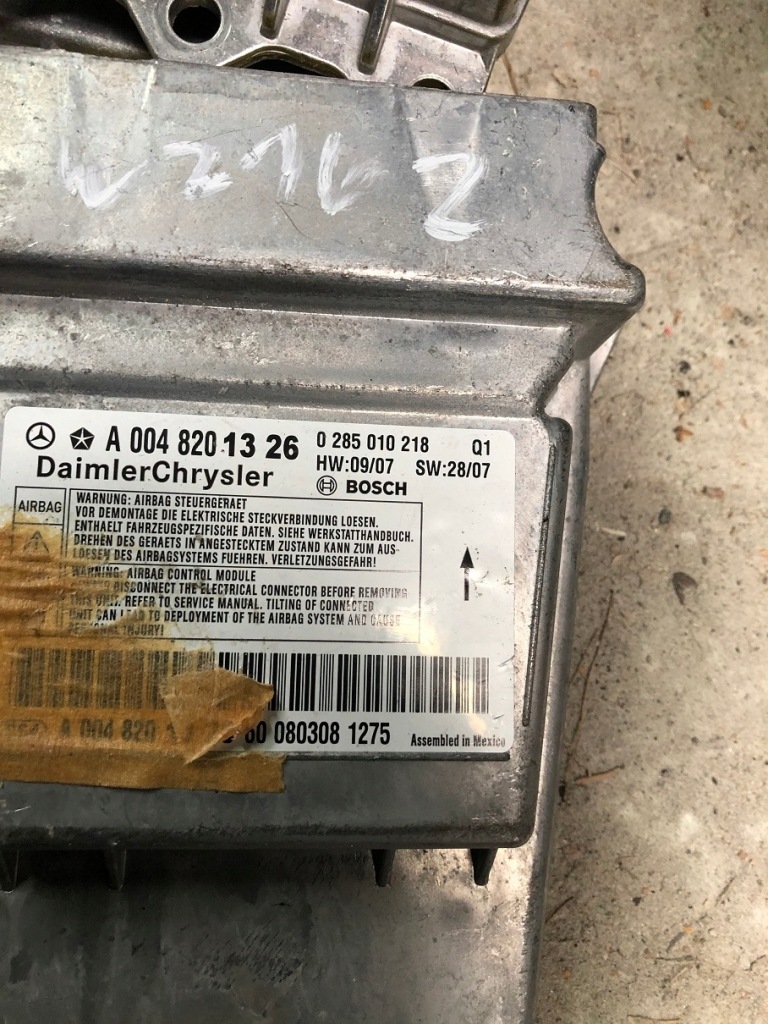 A 004 820 13 26
0 285 010 218 Q1
DaimlerChrysler
HW:09/07 SW:28/07
BOSCH
AIRBAG
WARNUNG: AIRBAG STEUERGERAET
VOR DEMONTAGE DIE ELEKTRISCHE STECKVERBINDUNG LOESEN.
ENTHAELT FAHRZEUGSPEZIFISCHE DATEN. SIEHE WERKSTATTHANDBUCH.
DREHEN DES GERAETS IN ANGESTECKTEM ZUSTAND KANN ZUM AUS-
LOESEN DES AIRBAGSYSTEMS FUEHREN. VERLETZUNGSGEFAHR!
WARNING: AIRBAG CONTROL MODULE
DISCONNECT THE ELECTRICAL CONNECTOR BEFORE REMOVING
THIS UNIT. REFER TO SERVICE MANUAL. TILTING OF CONNECTED
UNIT CAN LEAD TO DEPLOYMENT OF THE AIRBAG SYSTEM AND CAUSE
PERSONAL INJURY!
A 004 820 080308 1275
Assembled in Mexico